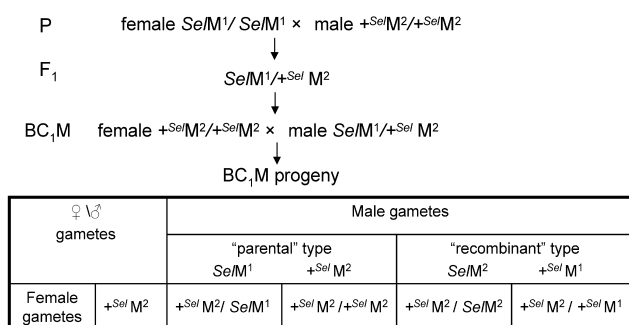 P female SelM¹/ SelM¹ × male +ˢᵉˡM²/+ˢᵉˡM²
F₁ SelM¹/+ˢᵉˡ M²
BC₁M female +ˢᵉˡM²/+ˢᵉˡM² × male SelM¹/+ˢᵉˡ M²
BC₁M progeny
♀\♂ gametes Male gametes
"parental" type "recombinant" type
SelM¹ +ˢᵉˡ M² SelM² +ˢᵉˡ M¹
Female gametes +ˢᵉˡ M² +ˢᵉˡ M²/ SelM¹ +ˢᵉˡ M²/+ˢᵉˡ M² +ˢᵉˡ M² / SelM² +ˢᵉˡ M² / +ˢᵉˡ M¹